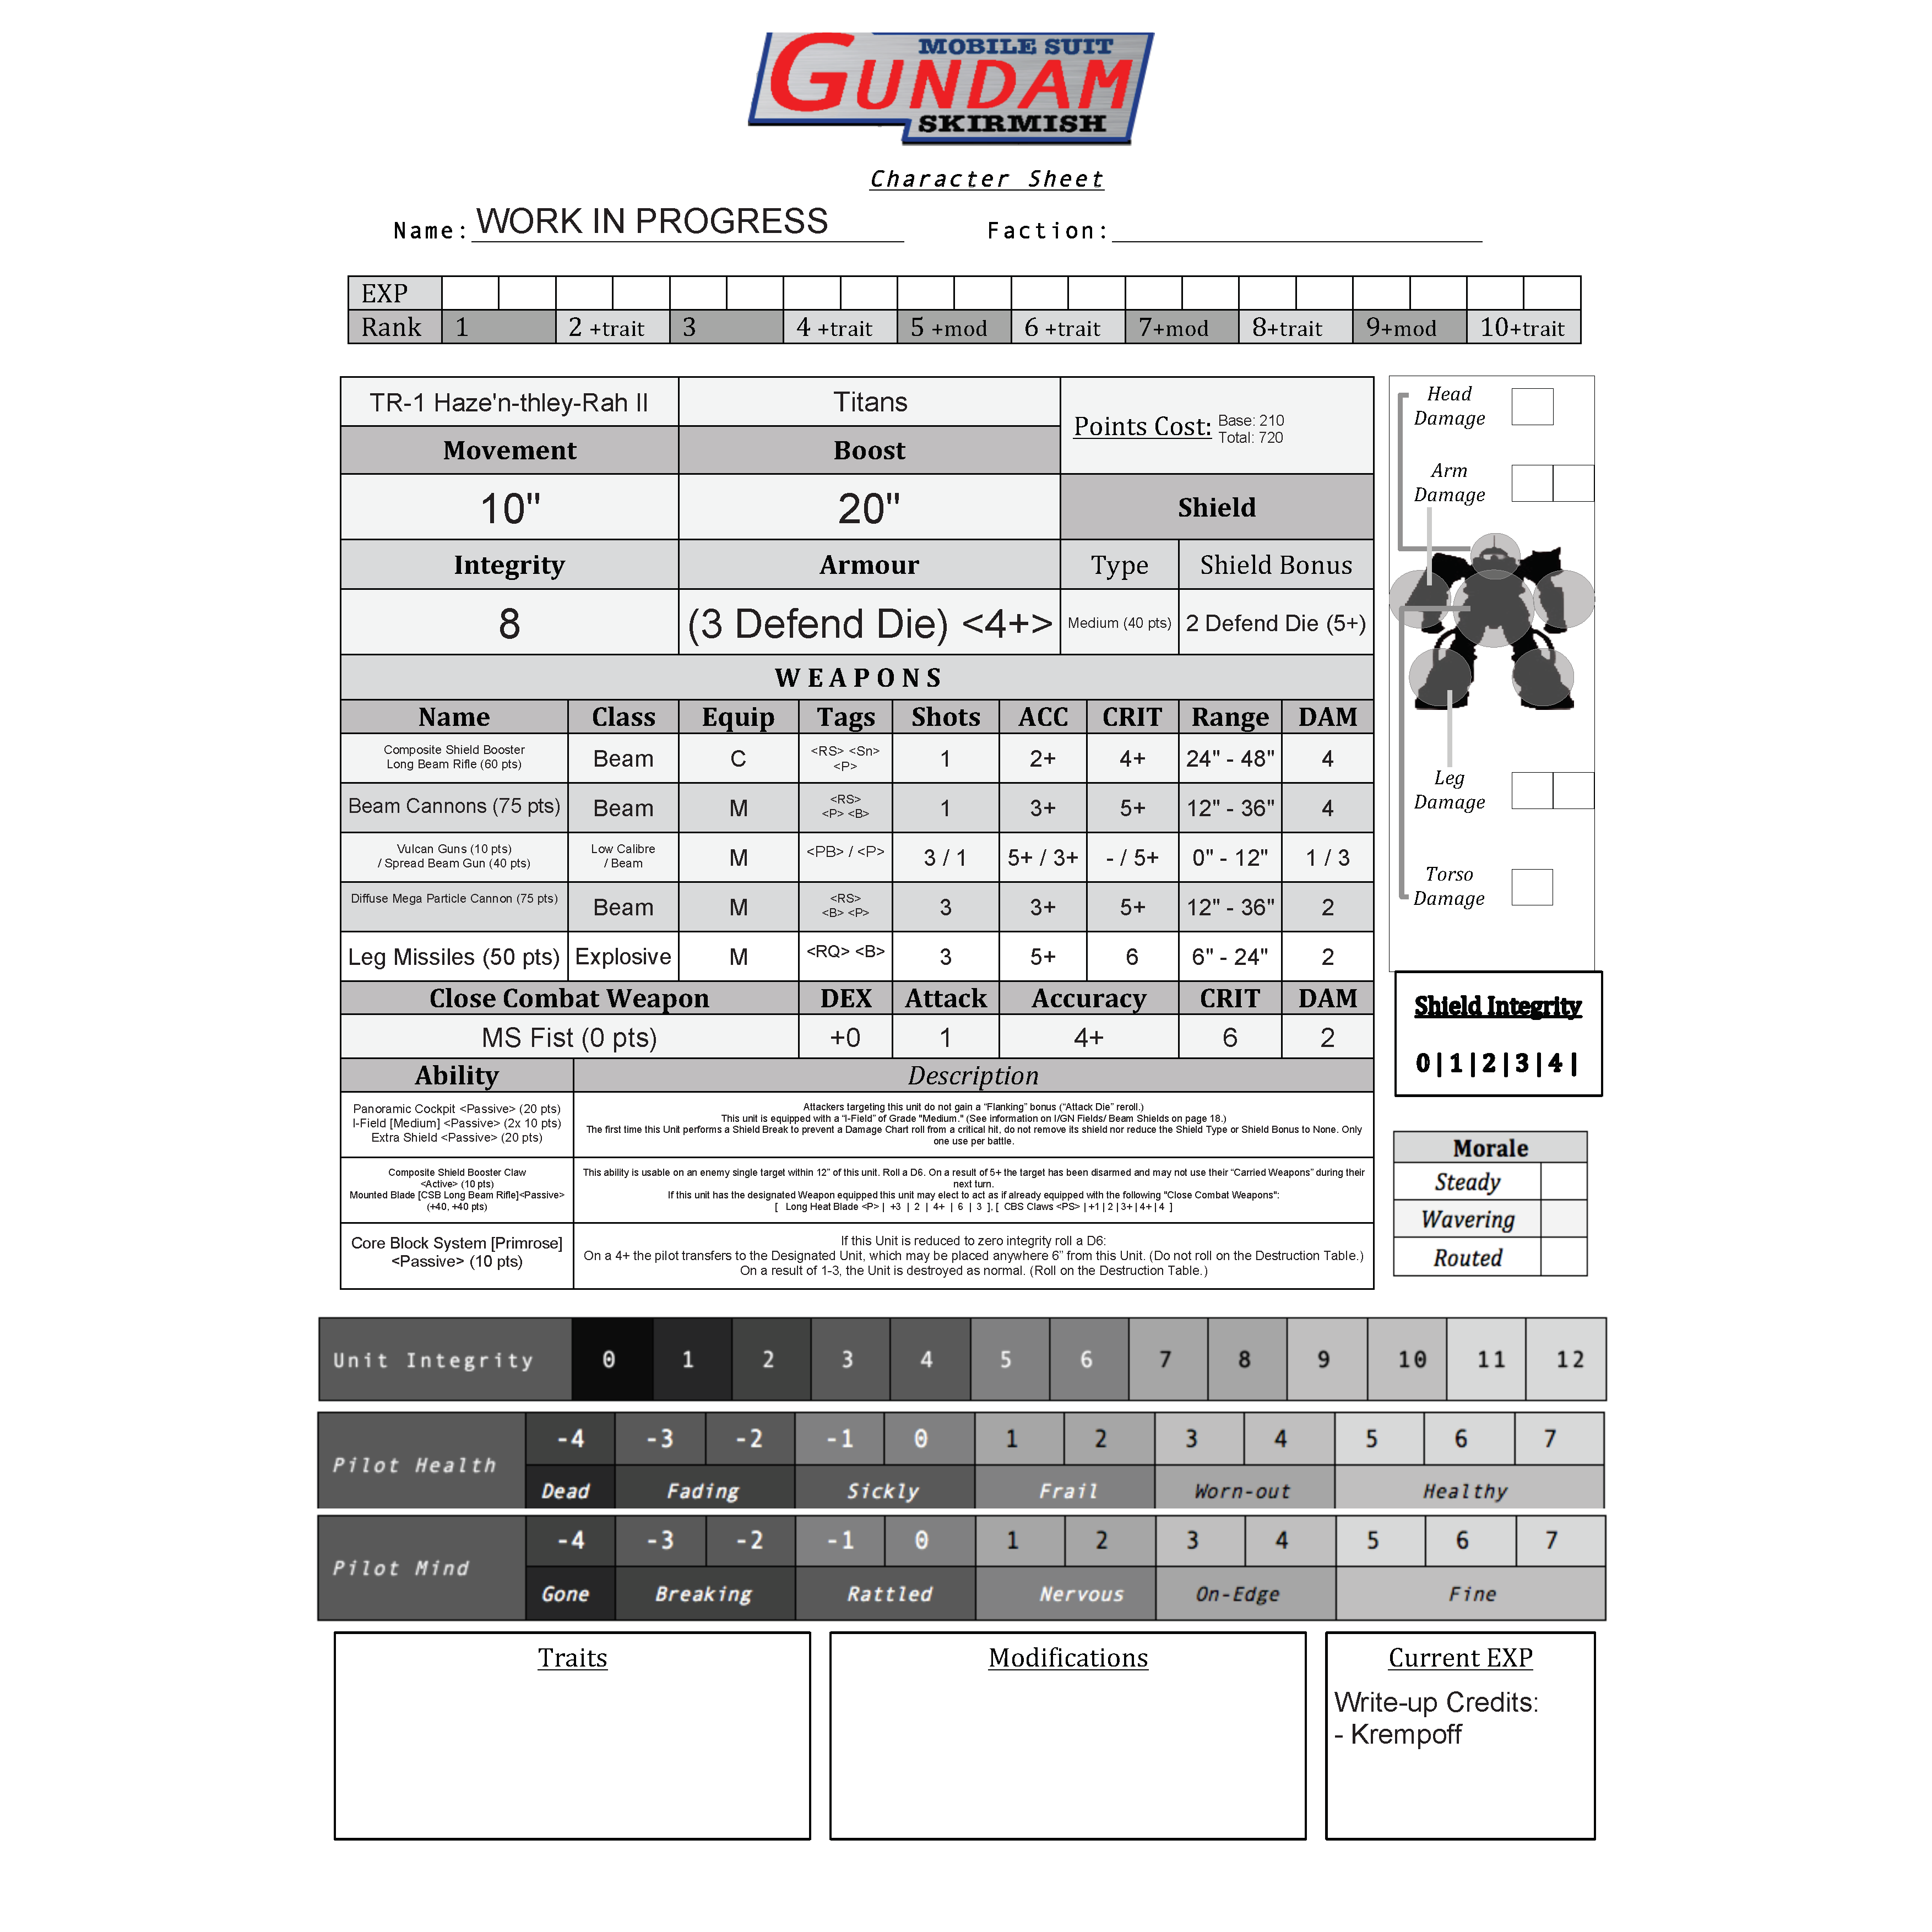 MOBILE SUIT
GUNDAM
SKIRMISH
Character Sheet
Name: WORK IN PROGRESS Faction:
EXP
Rank 1 2 +trait 3 4 +trait 5 +mod 6 +trait 7+mod 8+trait 9+mod 10+trait
TR-1 Haze'n-thley-Rah II Titans Points Cost: Base: 210
Total: 720
Movement Boost
10" 20" Shield
Integrity Armour Type Shield Bonus
8 (3 Defend Die) <4+> Medium (40 pts) 2 Defend Die (5+)
WEAPONS
Name Class Equip Tags Shots ACC CRIT Range DAM
Composite Shield Booster
Long Beam Rifle (60 pts) Beam C <RS> <Sn>
<P> 1 2+ 4+ 24" - 48" 4
Beam Cannons (75 pts) Beam M <RS>
<P> <B> 1 3+ 5+ 12" - 36" 4
Vulcan Guns (10 pts)
/ Spread Beam Gun (40 pts) Low Calibre
/ Beam M <PB> / <P> 3 / 1 5+ / 3+ - / 5+ 0" - 12" 1 / 3
Diffuse Mega Particle Cannon (75 pts) Beam M <RS>
<B> <P> 3 3+ 5+ 12" - 36" 2
Leg Missiles (50 pts) Explosive M <RQ> <B> 3 5+ 6 6" - 24" 2
Close Combat Weapon DEX Attack Accuracy CRIT DAM
MS Fist (0 pts) +0 1 4+ 6 2
Ability Description
Panoramic Cockpit <Passive> (20 pts)
I-Field [Medium] <Passive> (2x 10 pts)
Extra Shield <Passive> (20 pts)
Attackers targeting this unit do not gain a "Flanking" bonus ("Attack Die" reroll.)
This unit is equipped with a "I-Field" of Grade "Medium." (See information on I/GN Fields/ Beam Shields on page 18.)
The first time this Unit performs a Shield Break to prevent a Damage Chart roll from a critical hit, do not remove its shield nor reduce the Shield Type or Shield Bonus to None. Only
one use per battle.
Composite Shield Booster Claw
<Active> (10 pts)
Mounted Blade [CSB Long Beam Rifle]<Passive>
(+40, +40 pts)
This ability is usable on an enemy single target within 12" of this unit. Roll a D6. On a result of 5+ the target has been disarmed and may not use their "Carried Weapons" during their
next turn.
If this unit has the designated Weapon equipped this unit may elect to act as if already equipped with the following "Close Combat Weapons":
[ Long Heat Blade <P> | +3 | 2 | 4+ | 6 | 3 ], [ CBS Claws <PS> | +1 | 2 | 3+ | 4+ | 4 ]
Core Block System [Primrose]
<Passive> (10 pts)
If this Unit is reduced to zero integrity roll a D6:
On a 4+ the pilot transfers to the Designated Unit, which may be placed anywhere 6" from this Unit. (Do not roll on the Destruction Table.)
On a result of 1-3, the Unit is destroyed as normal. (Roll on the Destruction Table.)
Head
Damage
Arm
Damage
Leg
Damage
Torso
Damage
Shield Integrity
0 | 1 | 2 | 3 | 4 |
Morale
Steady
Wavering
Routed
Unit Integrity 0 1 2 3 4 5 6 7 8 9 10 11 12
Pilot Health -4 -3 -2 -1 0 1 2 3 4 5 6 7
Dead Fading Sickly Frail Worn-out Healthy
Pilot Mind -4 -3 -2 -1 0 1 2 3 4 5 6 7
Gone Breaking Rattled Nervous On-Edge Fine
Traits Modifications Current EXP
Write-up Credits:
- Krempoff